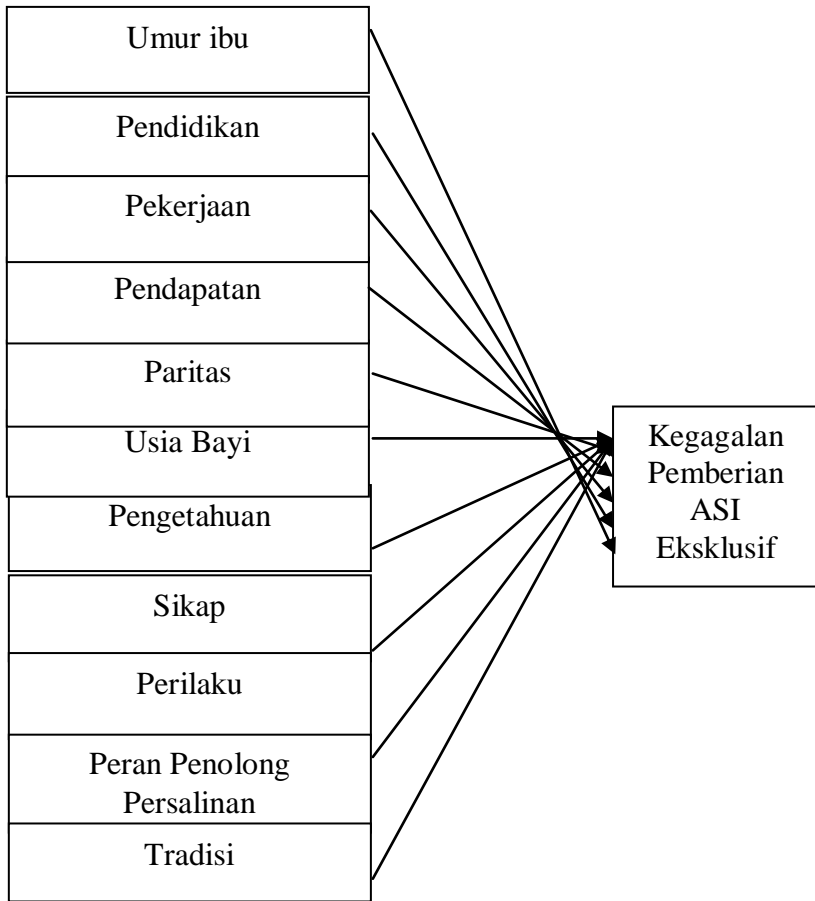 Umur ibu
Pendidikan
Pekerjaan
Pendapatan
Paritas
Usia Bayi
Pengetahuan
Sikap
Perilaku
Peran Penolong
Persalinan
Tradisi
Kegagalan
Pemberian
ASI
Eksklusif